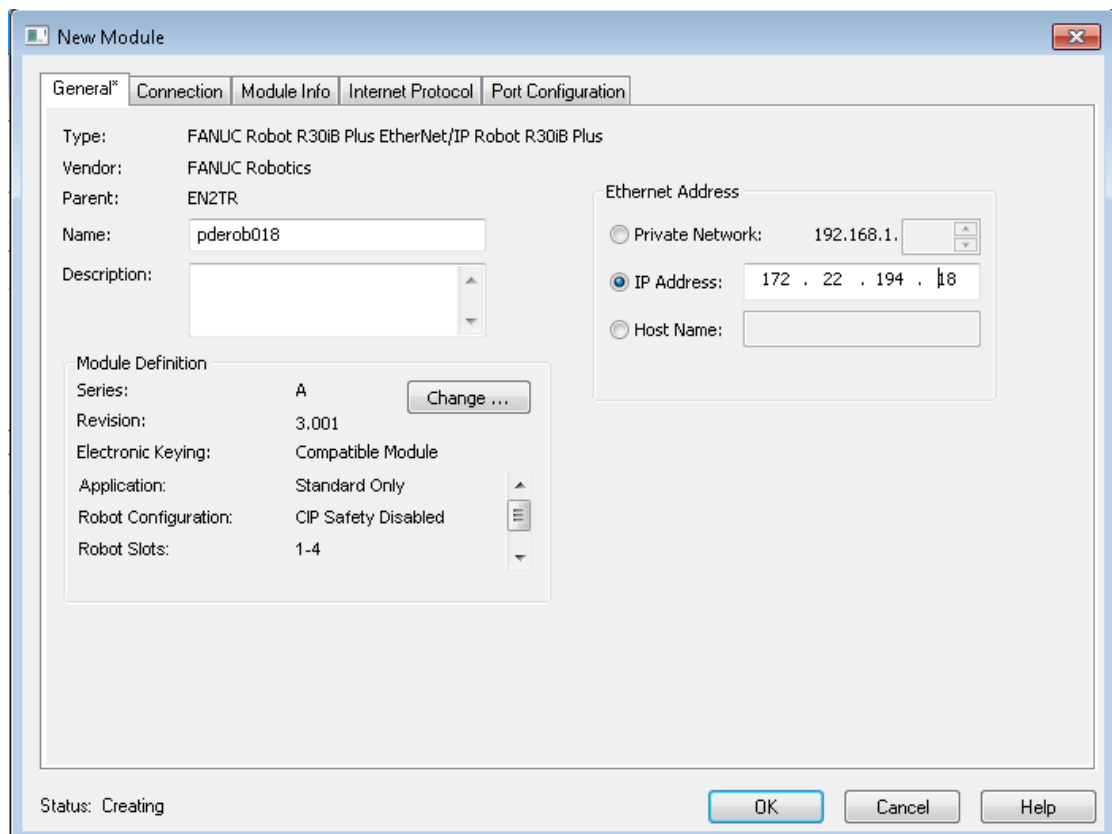 New Module
General* Connection Module Info Internet Protocol Port Configuration
Type: FANUC Robot R30iB Plus EtherNet/IP Robot R30iB Plus
Vendor: FANUC Robotics
Parent: EN2TR
Name: pderob018
Description:
Module Definition
Series: A
Change ...
Revision: 3.001
Electronic Keying: Compatible Module
Application: Standard Only
Robot Configuration: CIP Safety Disabled
Robot Slots: 1-4
Ethernet Address
Private Network: 192.168.1.
IP Address: 172 . 22 . 194 . 18
Host Name:
Status: Creating
OK Cancel Help